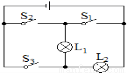 S₂ S₁
L₁
S₃ L₂